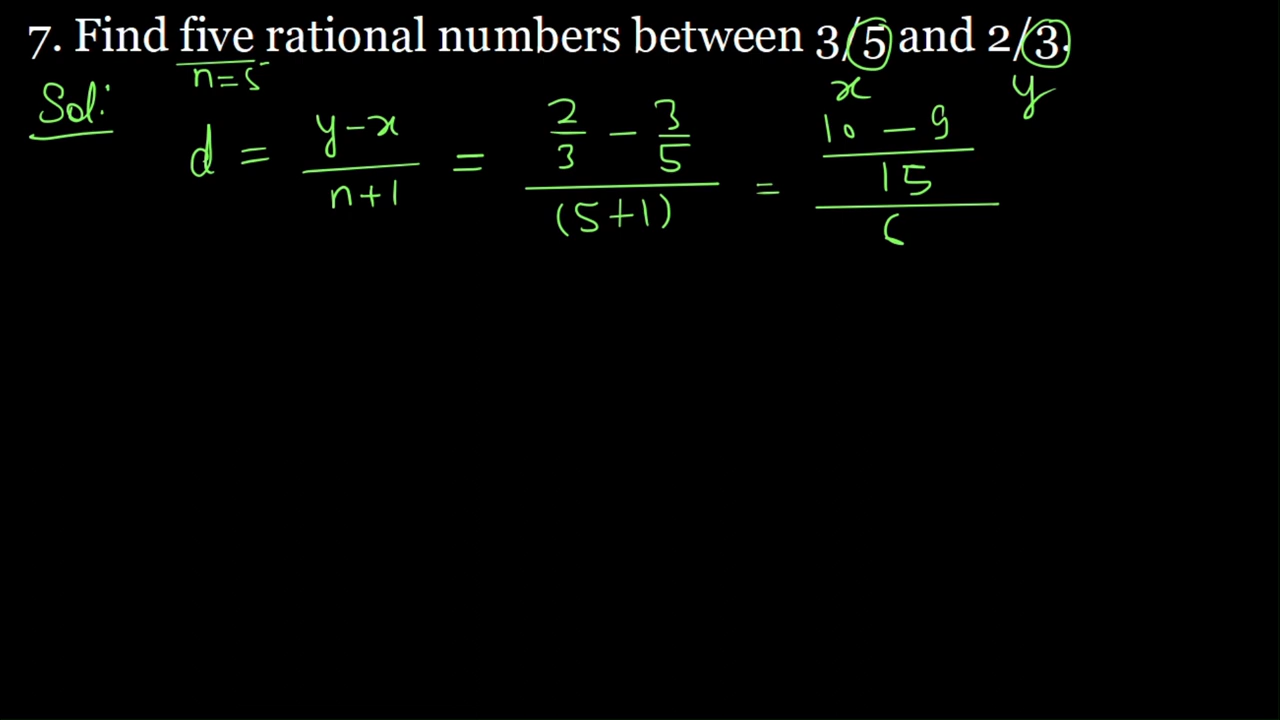 7. Find five rational numbers between 3/5 and 2/3.
n=5 x y
Sol:
d = y-x / n+1 = 2/3 - 3/5 / (5+1) = 10-9 / 15 / 6